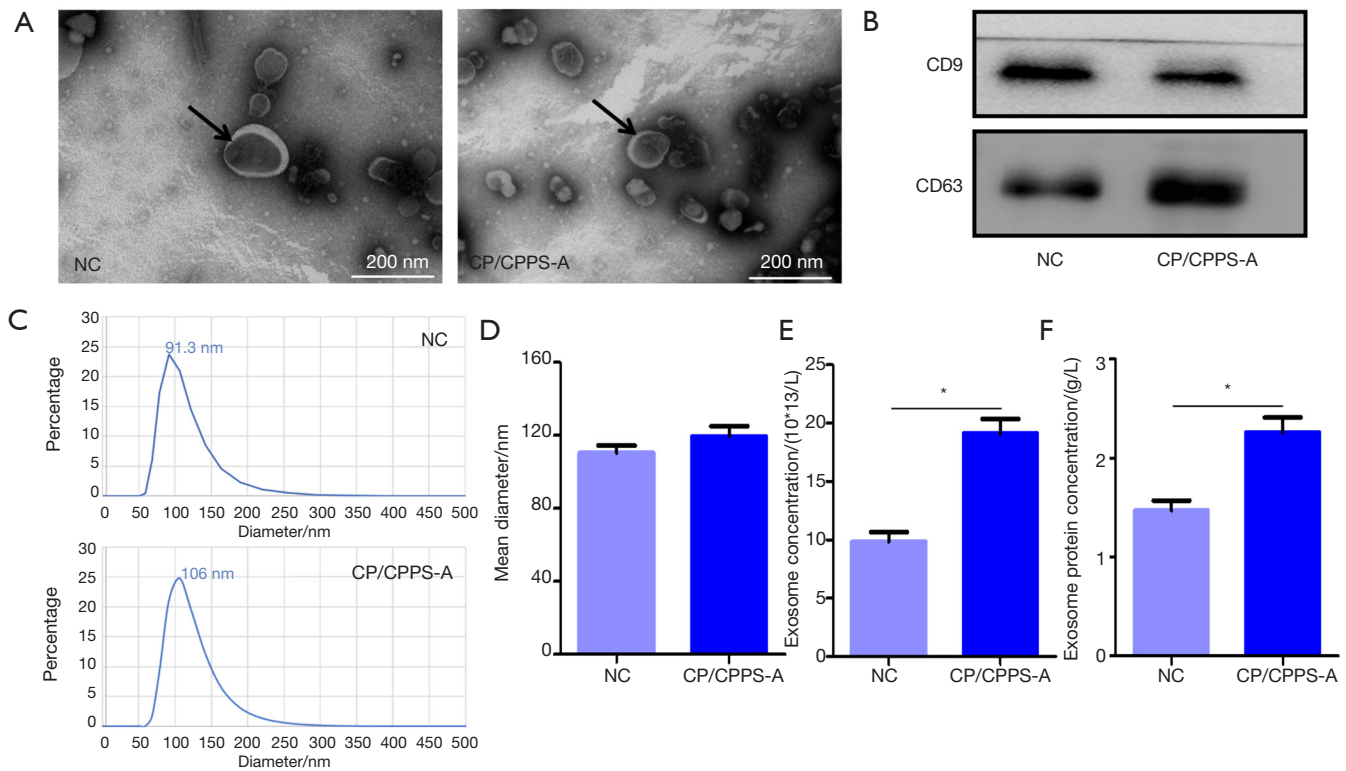 A
NC
200 nm
CP/CPPS-A
200 nm
B
CD9
CD63
NC CP/CPPS-A
C
Percentage
30
25
20
15
10
5
0
91.3 nm
NC
0 50 100 150 200 250 300 350 400 450 500
Diameter/nm
Percentage
30
25
20
15
10
5
0
106 nm
CP/CPPS-A
0 50 100 150 200 250 300 350 400 450 500
Diameter/nm
D
Mean diameter/nm
160
120
80
40
0
NC CP/CPPS-A
E
Exosome concentration/(10*13/L)
25
20
15
10
5
0
*
NC CP/CPPS-A
F
Exosome protein concentration/(g/L)
3
2
1
0
*
NC CP/CPPS-A